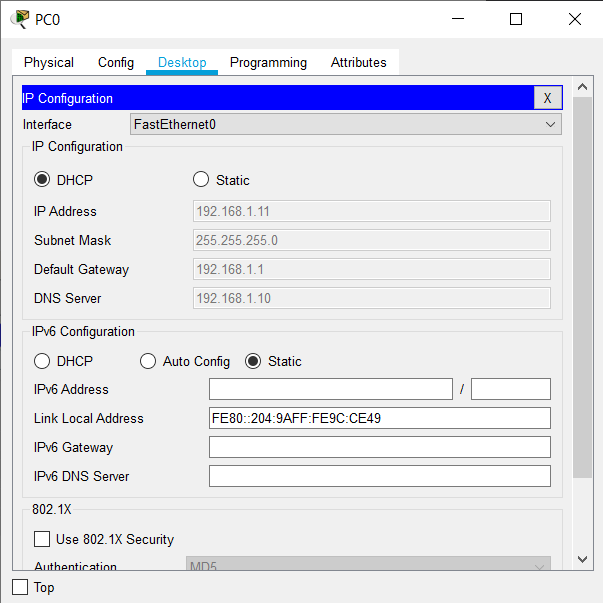 PC0
Physical Config Desktop Programming Attributes
IP Configuration X
Interface FastEthernet0
IP Configuration
DHCP Static
IP Address 192.168.1.11
Subnet Mask 255.255.255.0
Default Gateway 192.168.1.1
DNS Server 192.168.1.10
IPv6 Configuration
DHCP Auto Config Static
IPv6 Address /
Link Local Address FE80::204:9AFF:FE9C:CE49
IPv6 Gateway
IPv6 DNS Server
802.1X
Use 802.1X Security
Authentication MD5
Top